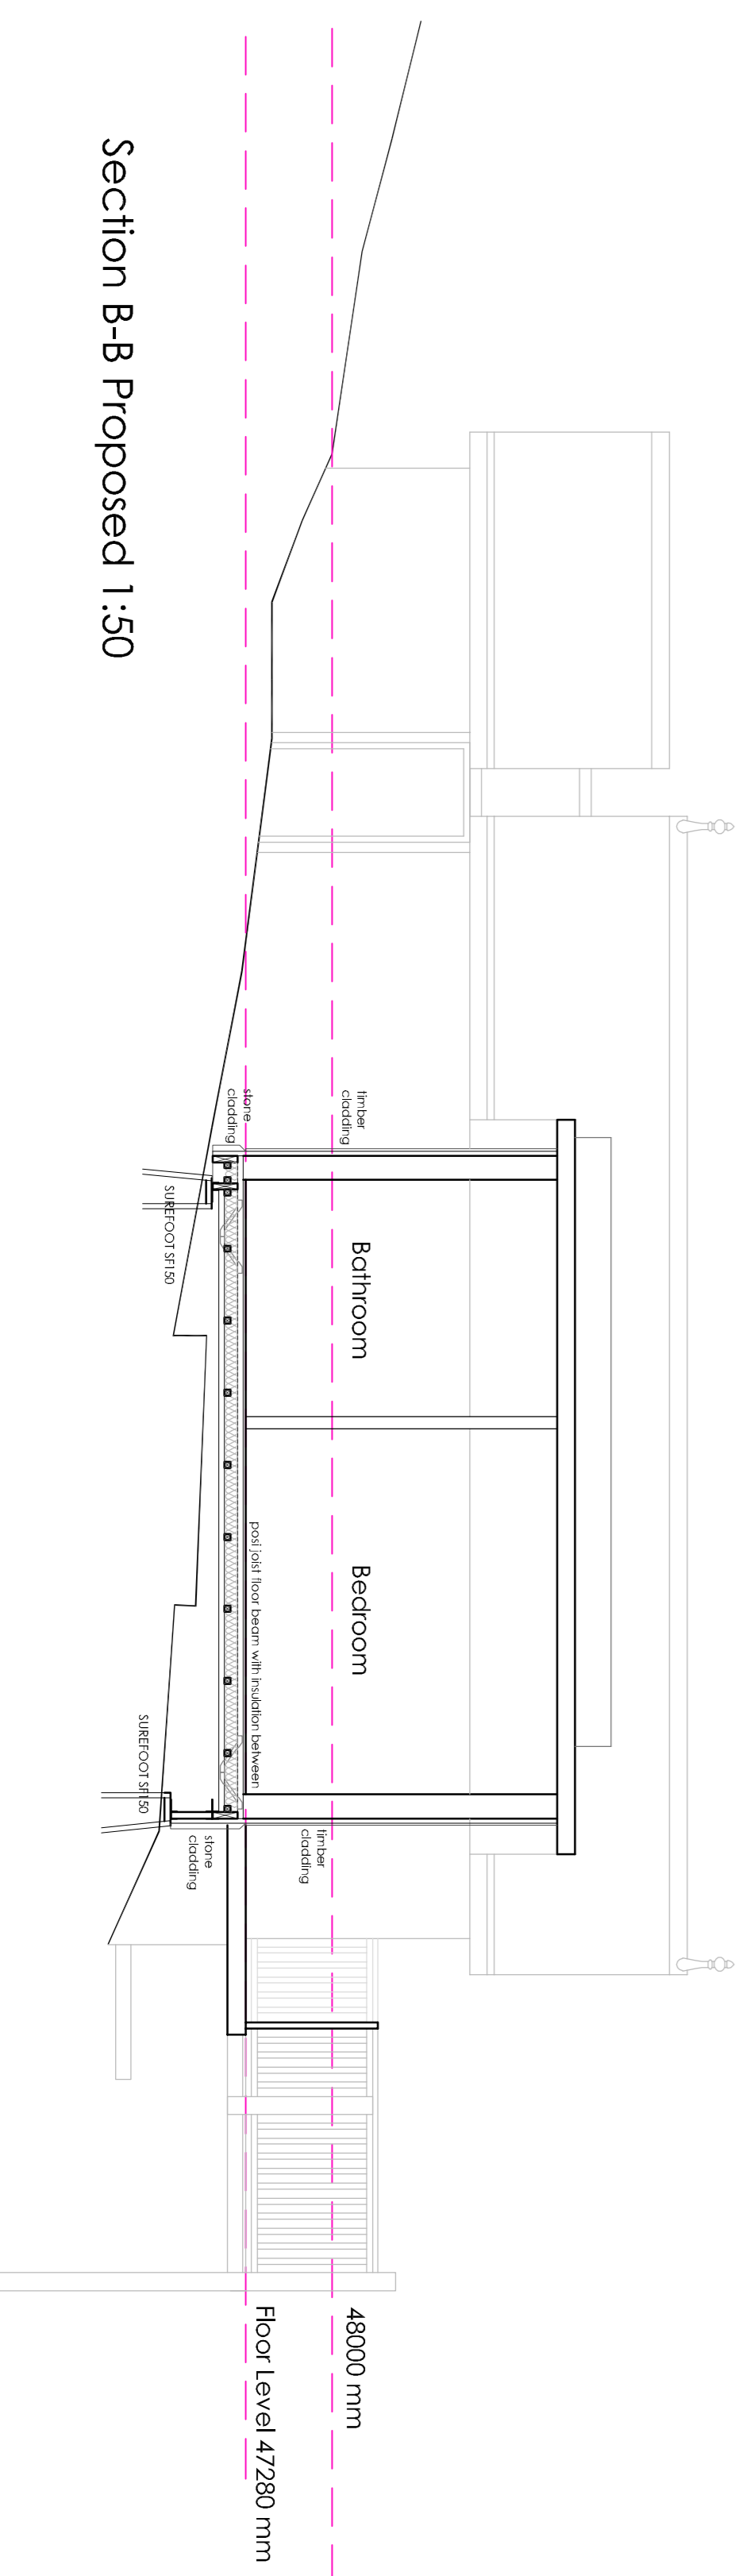 timber
cladding
stone
cladding
SUREFOOT SF150
Bathroom
Bedroom
posi joist floor beam with insulation between
SUREFOOT SF150
timber
cladding
stone
cladding
48000 mm
Floor Level 47280 mm
Section B-B Proposed 1:50